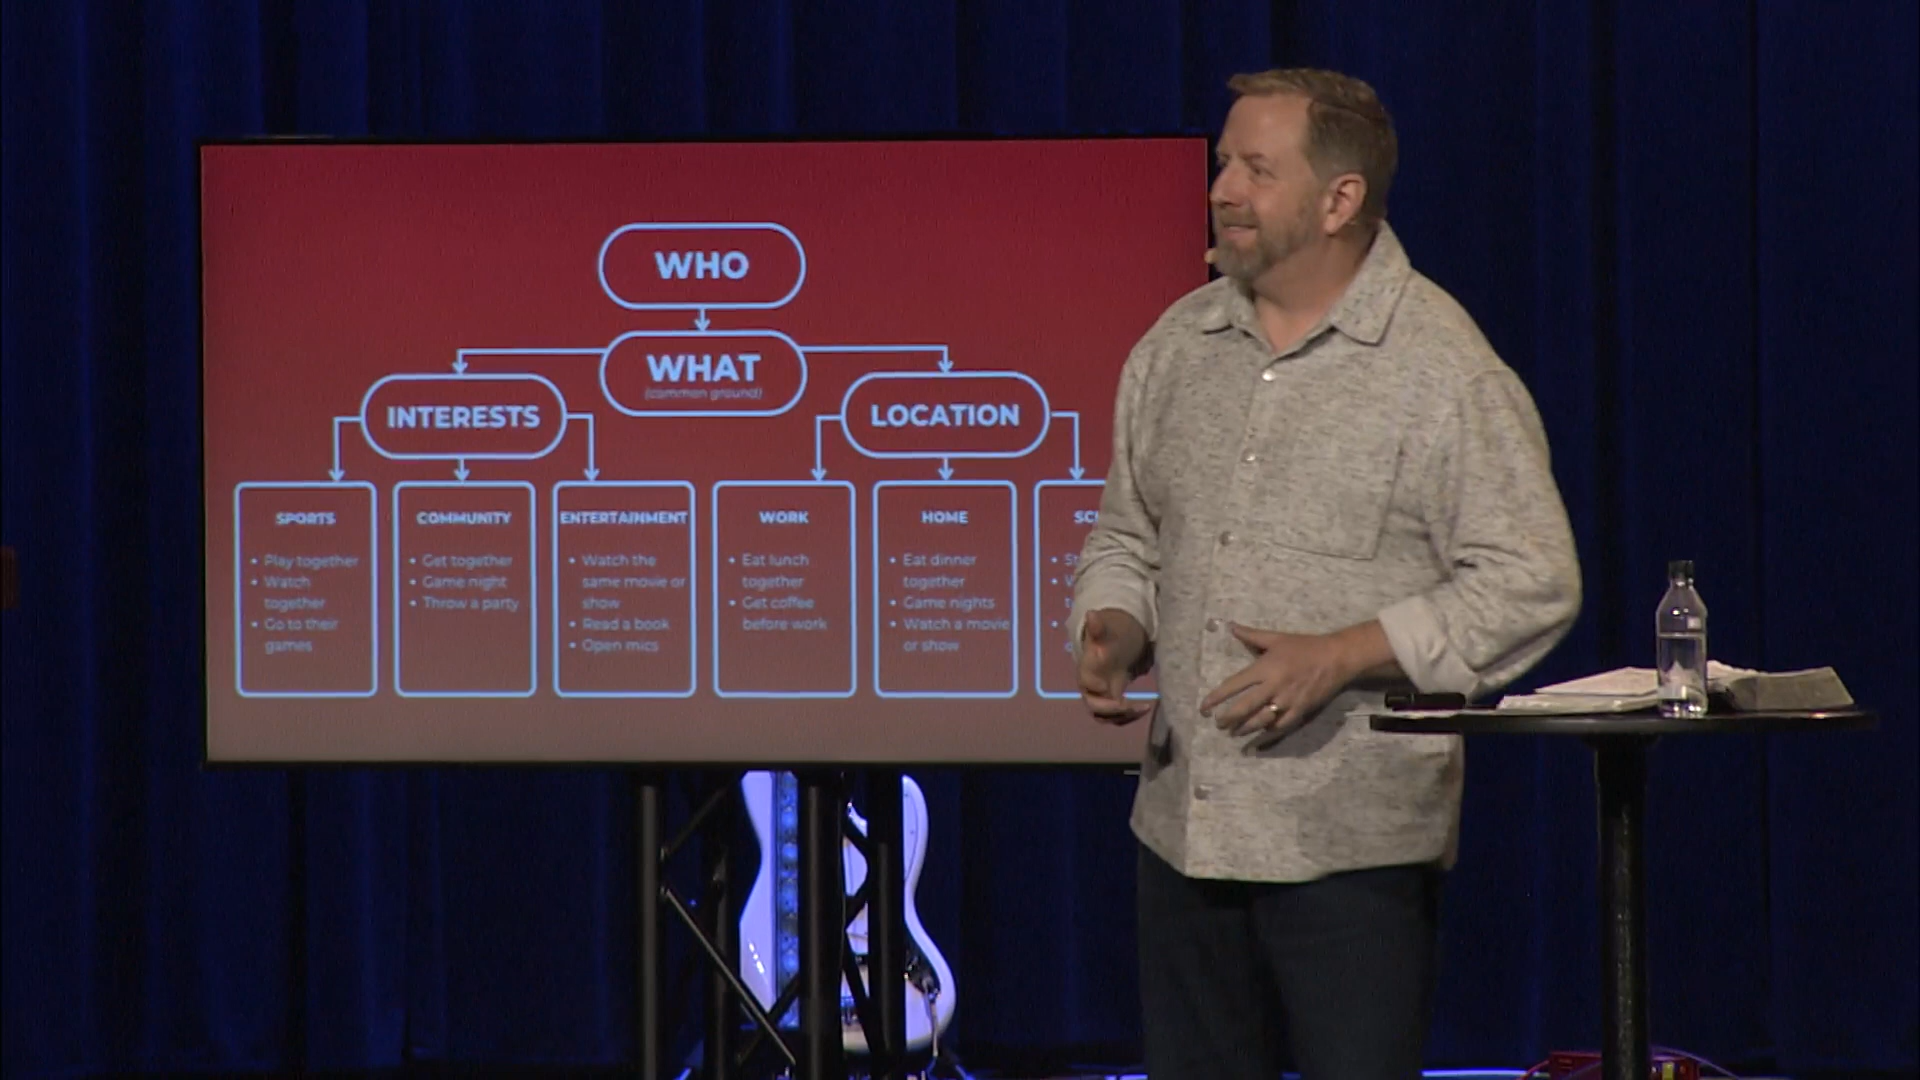 WHO
WHAT
(common ground)
INTERESTS
LOCATION
SPORTS
• Play together
• Watch
together
• Go to their
games
COMMUNITY
• Get together
• Game night
• Throw a party
ENTERTAINMENT
• Watch the
same movie or
show
• Read a book
• Open mics
WORK
• Eat lunch
together
• Get coffee
before work
HOME
• Eat dinner
together
• Game nights
• Watch a movie
or show